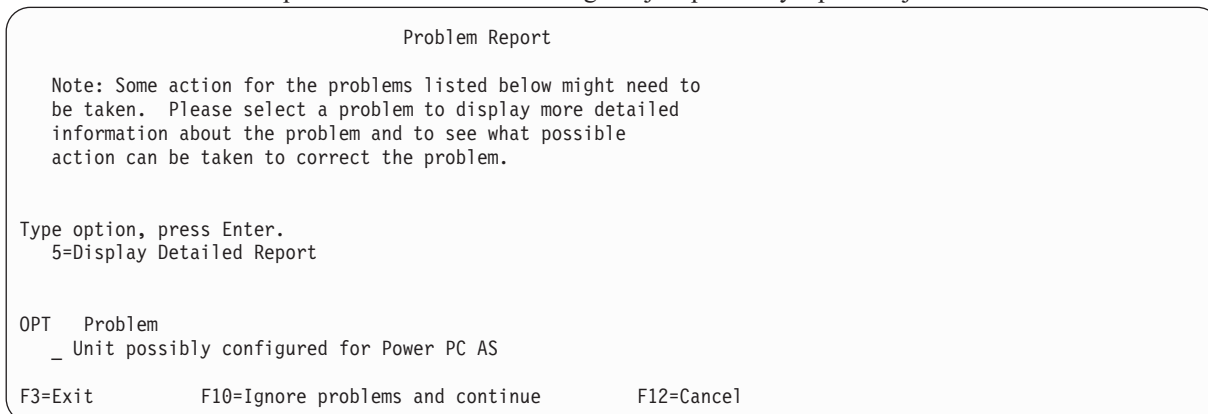 Problem Report
Note: Some action for the problems listed below might need to
be taken. Please select a problem to display more detailed
information about the problem and to see what possible
action can be taken to correct the problem.
Type option, press Enter.
5=Display Detailed Report
OPT Problem
_ Unit possibly configured for Power PC AS
F3=Exit F10=Ignore problems and continue F12=Cancel